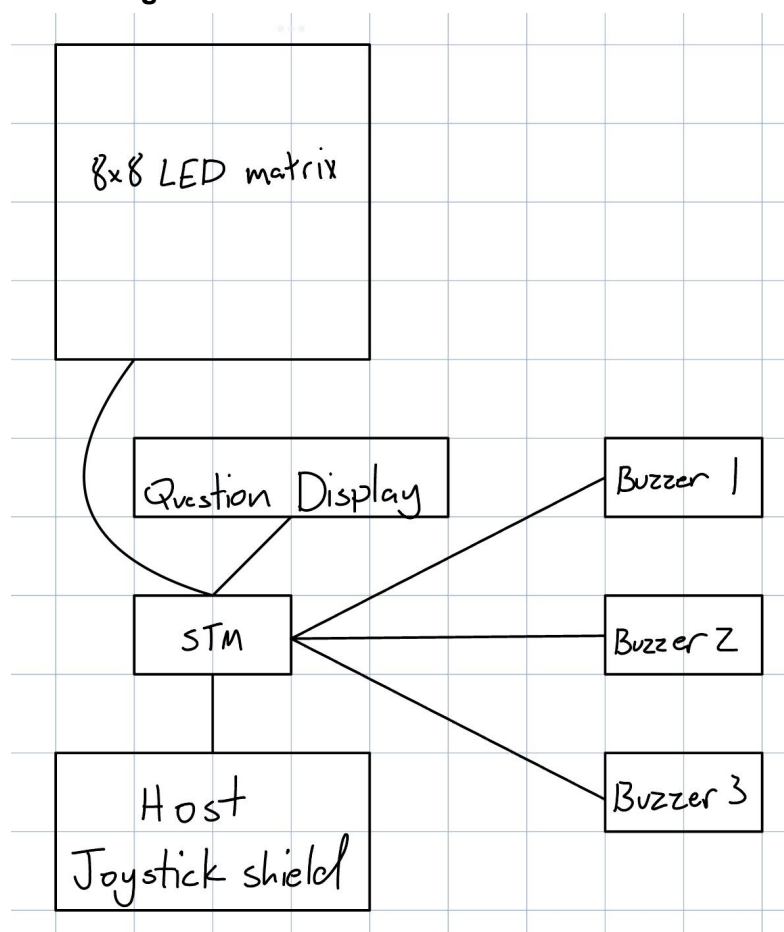 8x8 LED matrix
Question Display
Buzzer 1
STM
Buzzer 2
Host
Joystick shield
Buzzer 3